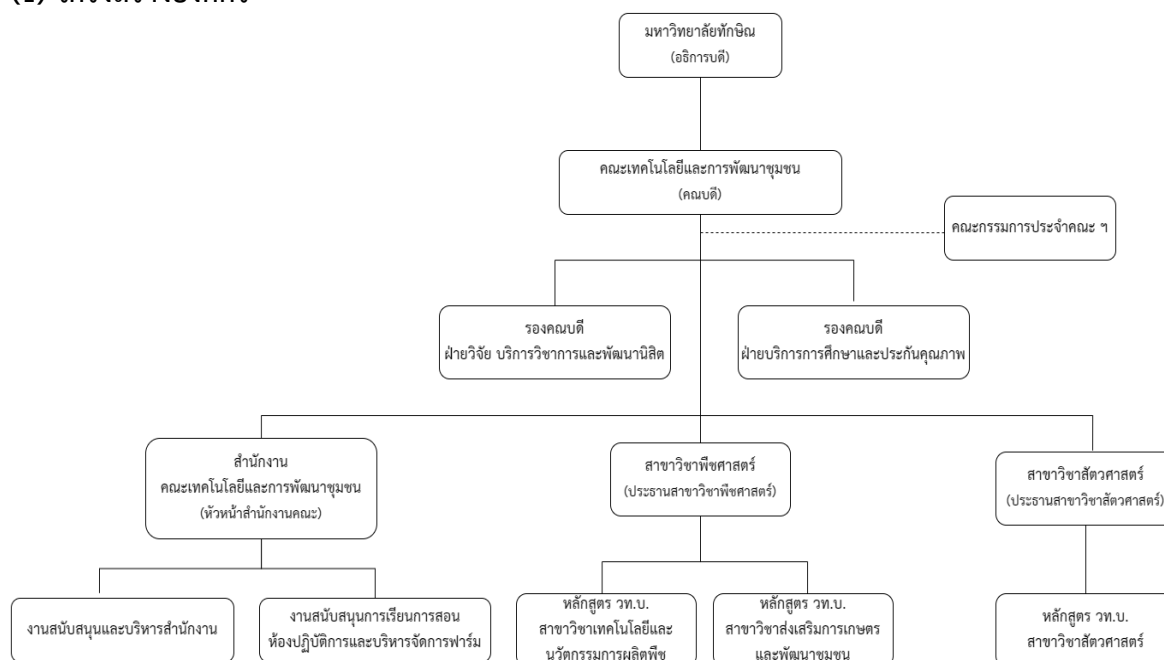 มหาวิทยาลัยทักษิณ
(อธิการบดี)
คณะเทคโนโลยีและการพัฒนาชุมชน
(คณบดี)
คณะกรรมการประจำคณะ ฯ
รองคณบดี
ฝ่ายวิจัย บริการวิชาการและพัฒนานิสิต
รองคณบดี
ฝ่ายบริการการศึกษาและประกันคุณภาพ
สำนักงาน
คณะเทคโนโลยีและการพัฒนาชุมชน
(หัวหน้าสำนักงานคณะ)
สาขาวิชาพืชศาสตร์
(ประธานสาขาวิชาพืชศาสตร์)
สาขาวิชาสัตวศาสตร์
(ประธานสาขาวิชาสัตวศาสตร์)
งานสนับสนุนและบริหารสำนักงาน
งานสนับสนุนการเรียนการสอน
ห้องปฏิบัติการและบริหารจัดการฟาร์ม
หลักสูตร วท.บ.
สาขาวิชาเทคโนโลยีและ
นวัตกรรมการผลิตพืช
หลักสูตร วท.บ.
สาขาวิชาส่งเสริมการเกษตร
และพัฒนาชุมชน
หลักสูตร วท.บ.
สาขาวิชาสัตวศาสตร์